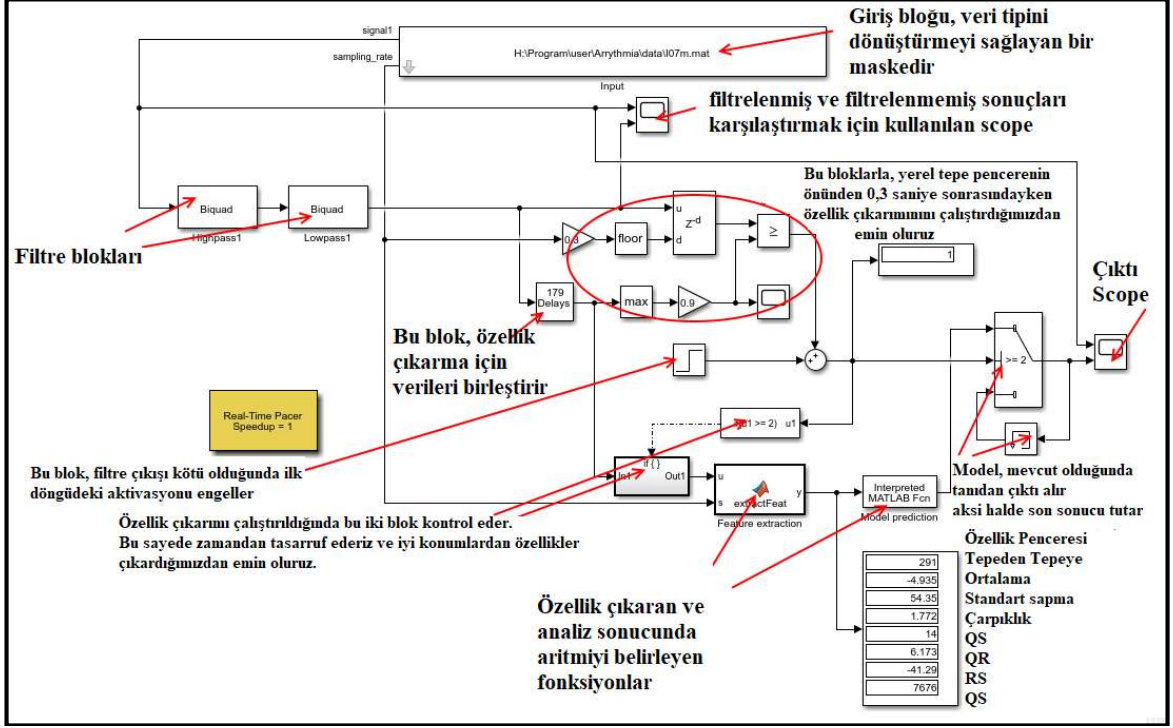 signal1
sampling_rate
H:\Program\user\Arrythmia\data\I07m.mat
Input
Giriş bloğu, veri tipini
dönüştürmeyi sağlayan bir
maskedir
filtrelenmiş ve filtrelenmemiş sonuçları
karşılaştırmak için kullanılan scope
Bu bloklarla, yerel tepe pencerenin
önünden 0,3 saniye sonrasındayken
özellik çıkarımınını çalıştırdığımızdan
emin oluruz
Biquad
Highpass1
Biquad
Lowpass1
Filtre blokları
0.3
floor
u
d
z-d
≥
1
179
Delays
max
0.9
Çıktı
Scope
Bu blok, özellik
çıkarma için
verileri birleştirir
++
>= 2
Real-Time Pacer
Speedup = 1
Bu blok, filtre çıkışı kötü olduğunda ilk
döngüdeki aktivasyonu engeller
u1 >= 2) u1
if { }
In1
Out1
u
s
extractFeat
y
Feature extraction
Interpreted
MATLAB Fcn
Model prediction
Model, mevcut olduğunda
tanıdan çıktı alır
aksi halde son sonucu tutar
Özellik çıkarımı çalıştırıldığında bu iki blok kontrol eder.
Bu sayede zamandan tasarruf ederiz ve iyi konumlardan özellikler
çıkardığımızdan emin oluruz.
Özellik çıkaran ve
analiz sonucunda
aritmiyi belirleyen
fonksiyonlar
Özellik Penceresi
291 Tepeden Tepeye
-4.935 Ortalama
54.35 Standart sapma
1.772 Çarpıklık
14 QS
6.173 QR
-41.29 RS
7676 QS